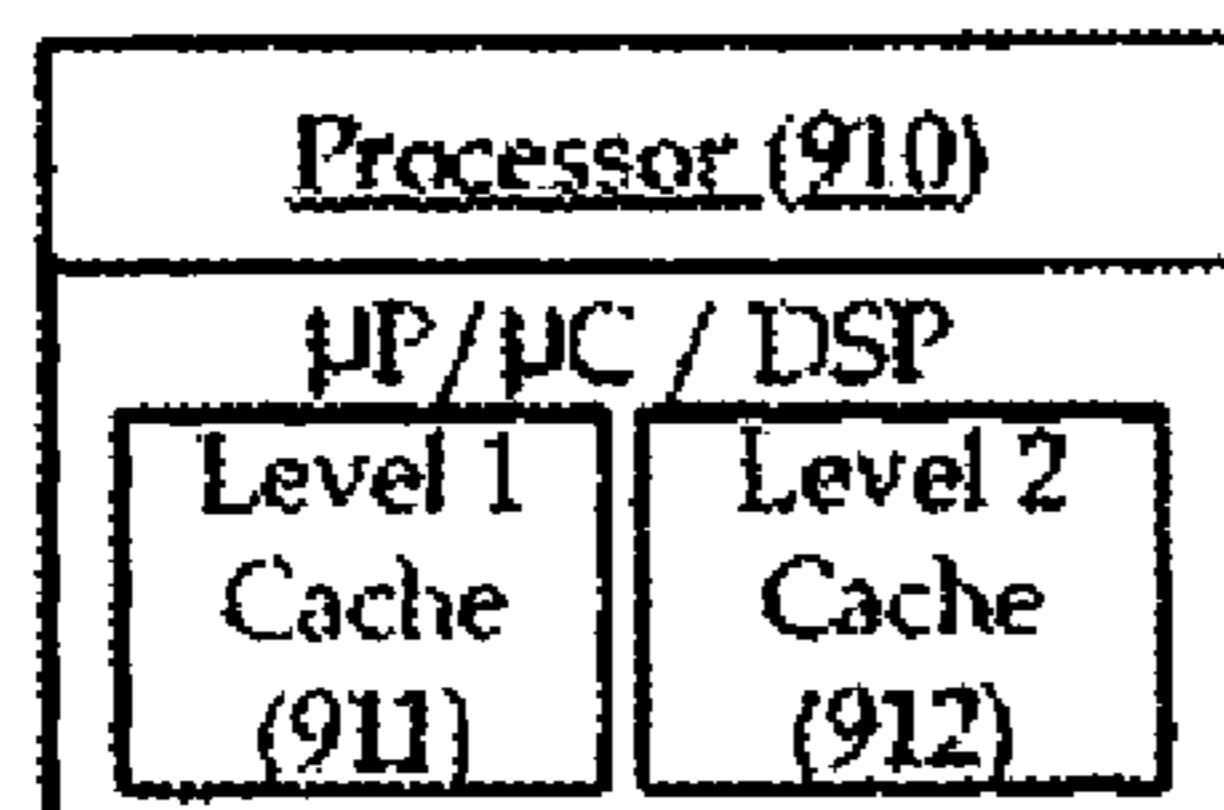 Processor (910)
µP/µC / DSP
Level 1
Cache
(911)
Level 2
Cache
(912)